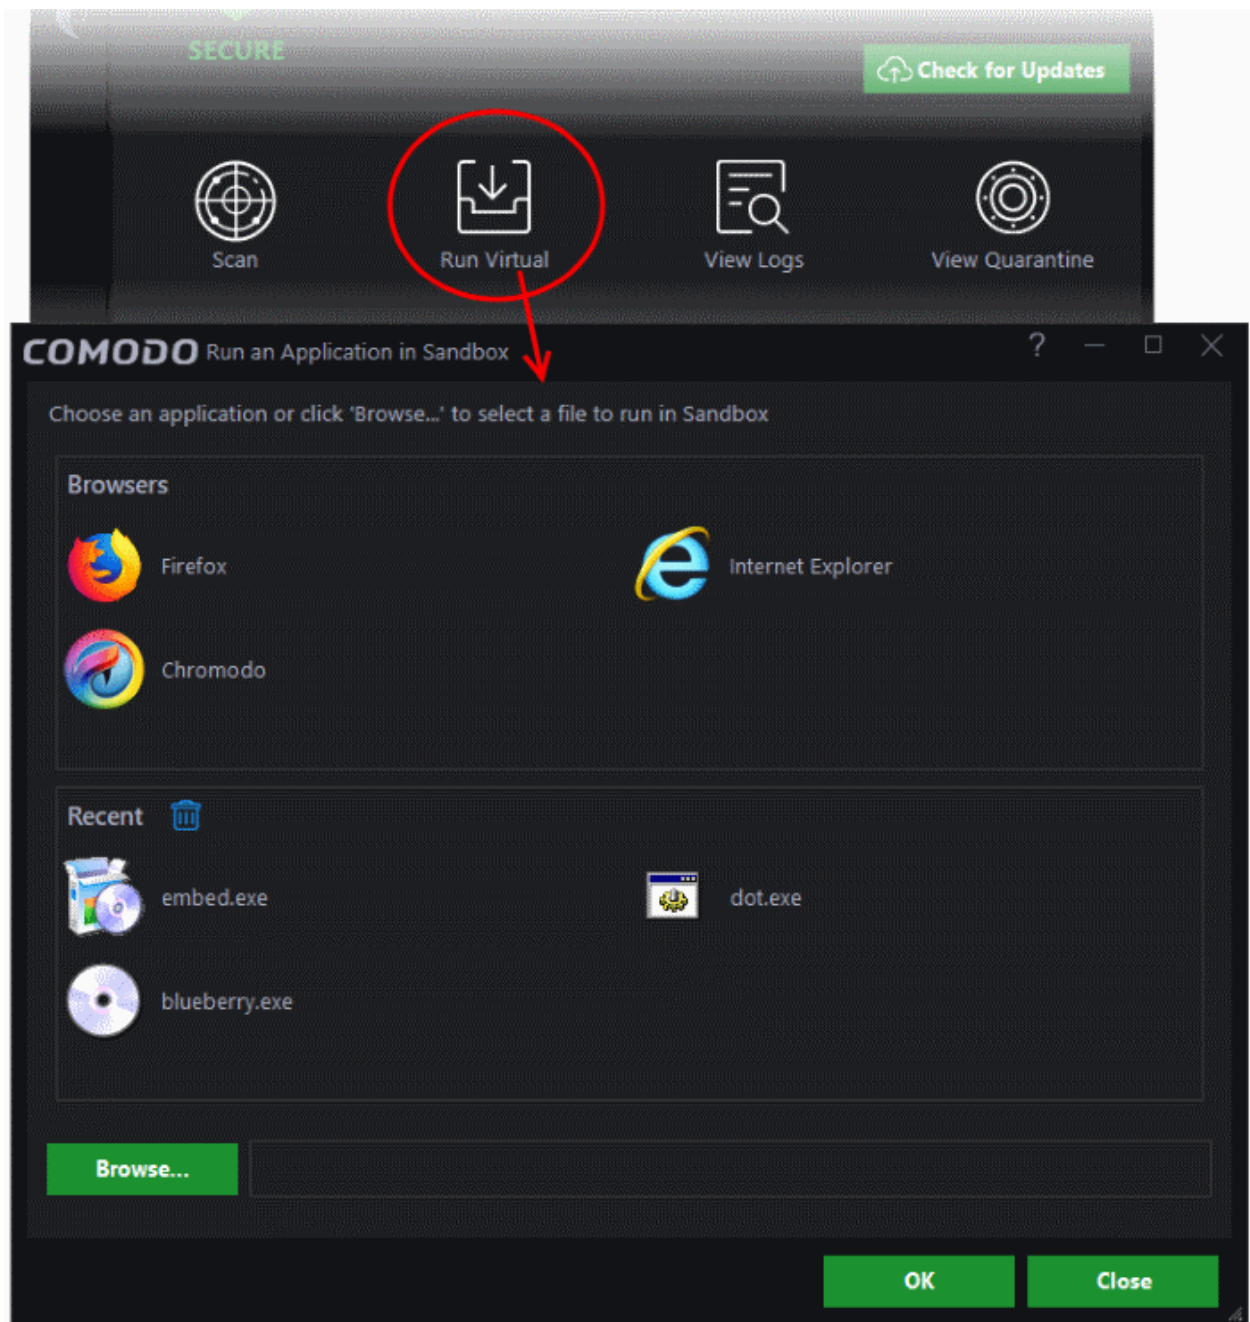 SECURE
Check for Updates
Scan
Run Virtual
View Logs
View Quarantine
COMODO Run an Application in Sandbox
?
Choose an application or click 'Browse...' to select a file to run in Sandbox
Browsers
Firefox
Internet Explorer
Chromodo
Recent
embed.exe
dot.exe
blueberry.exe
Browse...
OK
Close